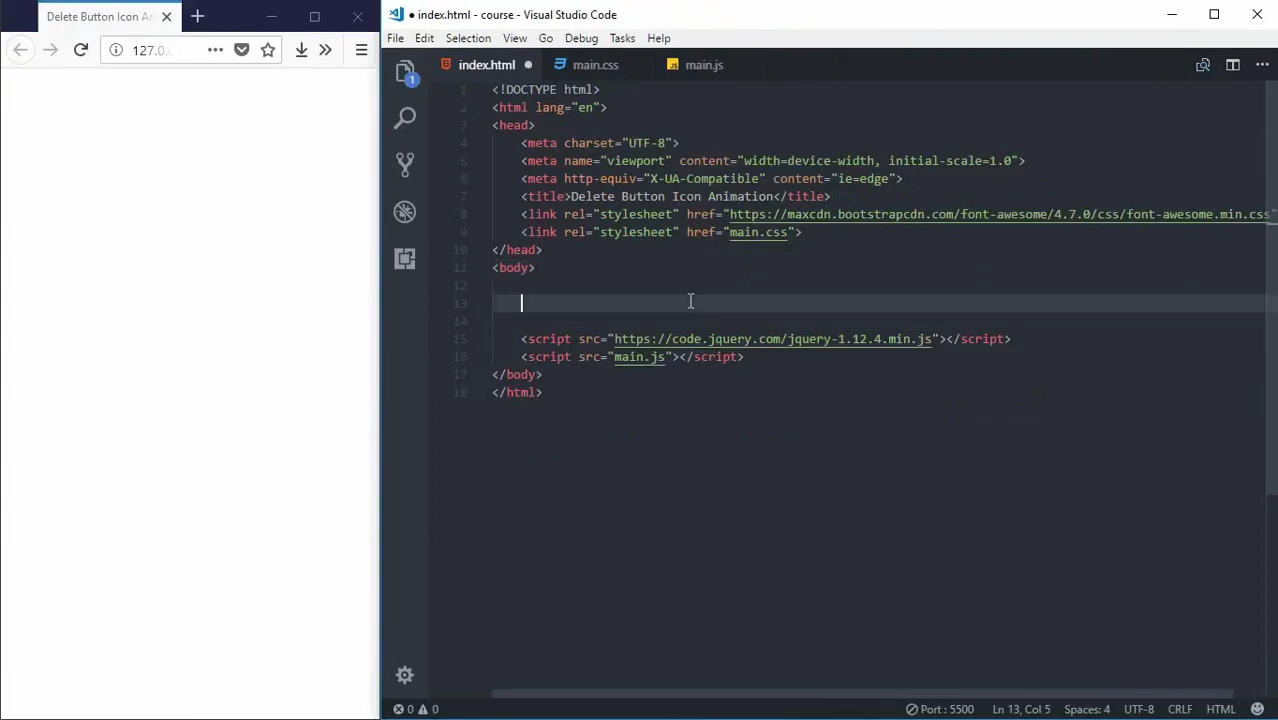 Delete Button Icon An
127.0.
index.html - course - Visual Studio Code
File Edit Selection View Go Debug Tasks Help
1
index.html main.css JS main.js
1 <!DOCTYPE html>
2 <html lang="en">
3 <head>
4 <meta charset="UTF-8">
5 <meta name="viewport" content="width=device-width, initial-scale=1.0">
6 <meta http-equiv="X-UA-Compatible" content="ie=edge">
7 <title>Delete Button Icon Animation</title>
8 <link rel="stylesheet" href="https://maxcdn.bootstrapcdn.com/font-awesome/4.7.0/css/font-awesome.min.css"
9 <link rel="stylesheet" href="main.css">
10 </head>
11 <body>
12
13
14
15 <script src="https://code.jquery.com/jquery-1.12.4.min.js"></script>
16 <script src="main.js"></script>
17 </body>
18 </html>
0 0 Port : 5500 Ln 13, Col 5 Spaces: 4 UTF-8 CRLF HTML